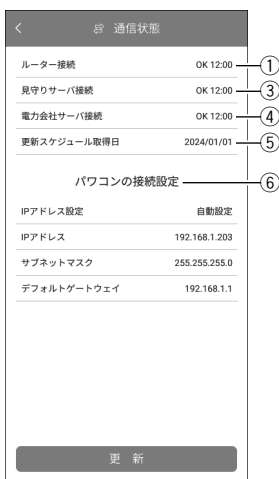 通信状態
ルーター接続 OK 12:00 ①
見守りサーバ接続 OK 12:00 ③
電力会社サーバ接続 OK 12:00 ④
更新スケジュール取得日 2024/01/01 ⑤
パワコンの接続設定 ⑥
IPアドレス設定 自動設定
IPアドレス 192.168.1.203
サブネットマスク 255.255.255.0
デフォルトゲートウェイ 192.168.1.1
更 新